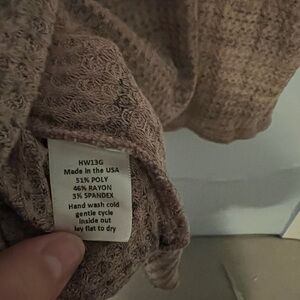 HW13G
Made in the USA
51% POLY
46% RAYON
3% SPANDEX
Hand wash cold
gentle cycle
inside out
lay flat to dry